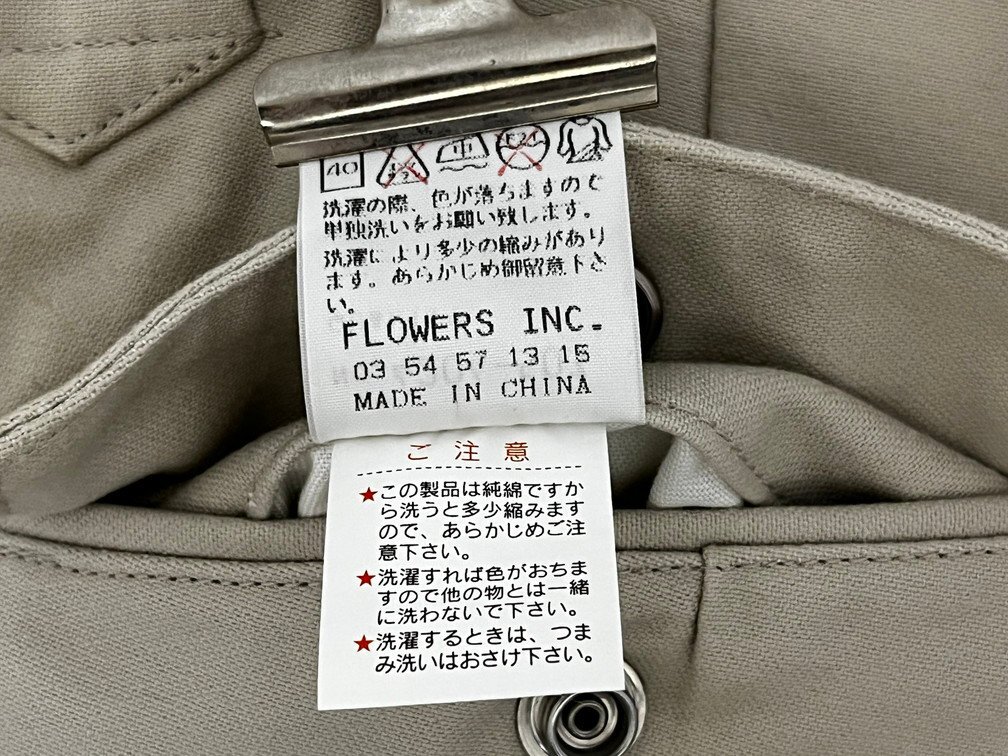 40
中
洗濯の際、色が落ちますので
単独洗いをお願い致します。
洗濯により多少の縮みがあり
ます。あらかじめ御留意下さ
い。
FLOWERS INC.
03 54 57 13 15
MADE IN CHINA
ご注意
★この製品は純綿ですか
ら洗うと多少縮みます
ので、あらかじめご注
意下さい。
★洗濯すれば色がおちま
すので他の物とは一緒
に洗わないで下さい。
★洗濯するときは、つま
み洗いはおさけ下さい。